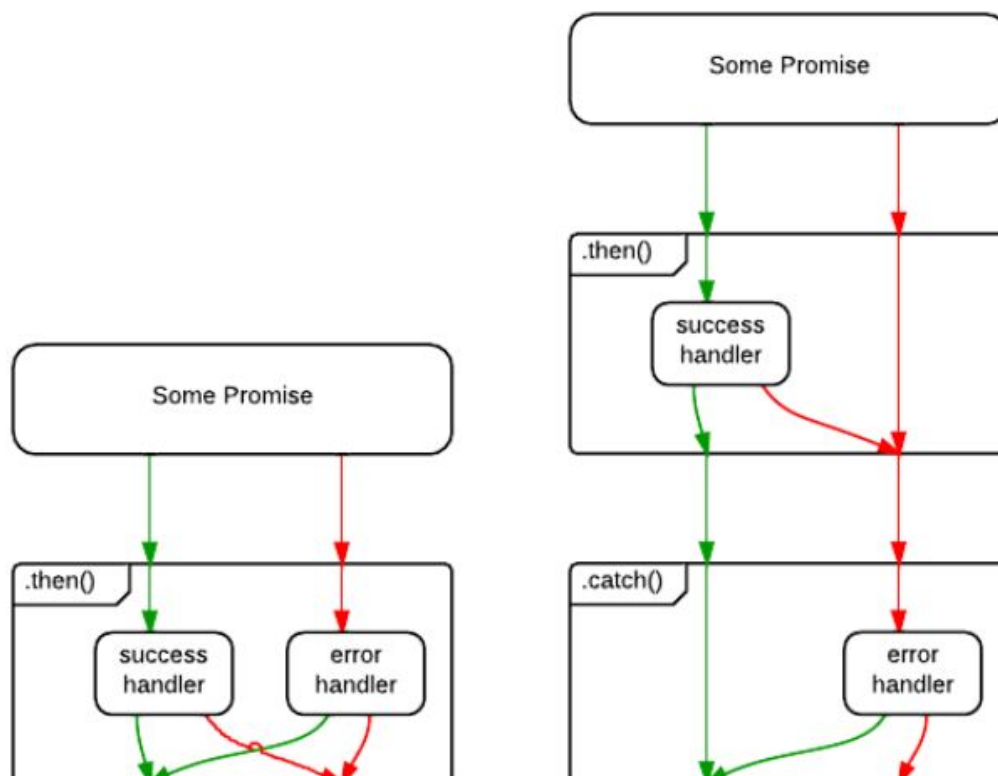 Some Promise
.then()
success
handler
error
handler
Some Promise
.then()
success
handler
.catch()
error
handler